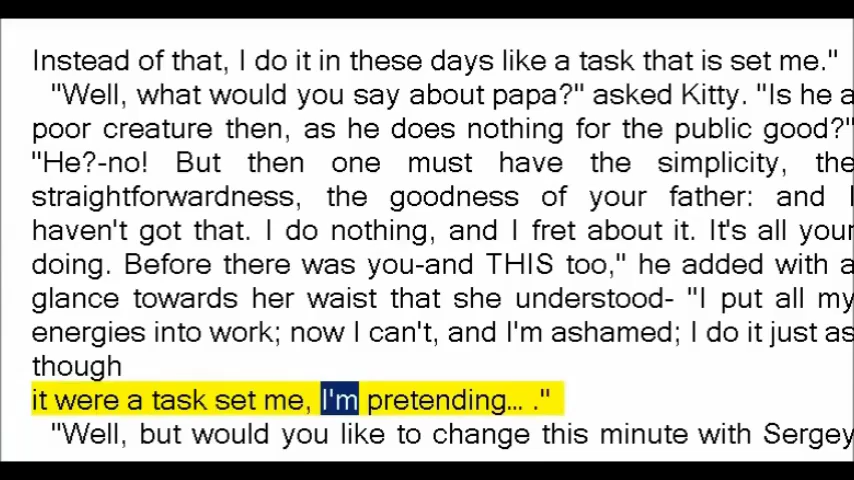 Instead of that, I do it in these days like a task that is set me."
"Well, what would you say about papa?" asked Kitty. "Is he a
poor creature then, as he does nothing for the public good?"
"He?-no! But then one must have the simplicity, the
straightforwardness, the goodness of your father: and I
haven't got that. I do nothing, and I fret about it. It's all your
doing. Before there was you-and THIS too," he added with a
glance towards her waist that she understood- "I put all my
energies into work; now I can't, and I'm ashamed; I do it just as
though
it were a task set me, I'm pretending... ."
"Well, but would you like to change this minute with Sergey